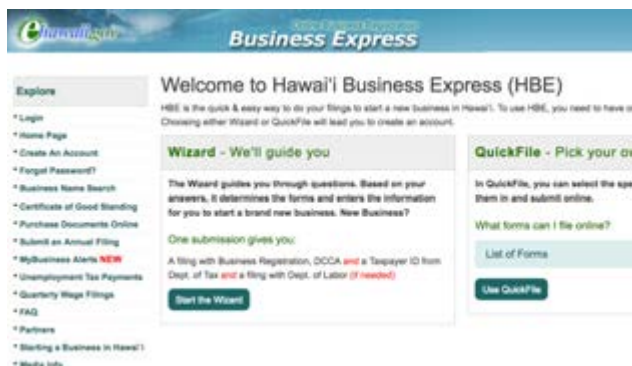 ehawaii.gov
Online Business Registration
Business Express
Explore
* Login
* Home Page
* Create An Account
* Forgot Password?
* Business Name Search
* Certificate of Good Standing
* Purchase Documents Online
* Submit an Annual Filing
* MyBusiness Alerts NEW
* Unemployment Tax Payments
* Quarterly Wage Filings
* FAQ
* Partners
* Starting a Business in Hawai'i
* Media Info
Welcome to Hawai'i Business Express (HBE)
HBE is the quick & easy way to do your filings to start a new business in Hawai'i. To use HBE, you need to have
Choosing either Wizard or QuickFile will lead you to create an account.
Wizard - We'll guide you
The Wizard guides you through questions. Based on your
answers, it determines the forms and enters the information
for you to start a brand new business. New Business?
One submission gives you:
A filing with Business Registration, DCCA and a Taxpayer ID from
Dept. of Tax and a filing with Dept. of Labor (if needed)
Start the Wizard
QuickFile - Pick your
In QuickFile, you can select the
them in and submit online.
What forms can I file online?
List of Forms
Use QuickFile